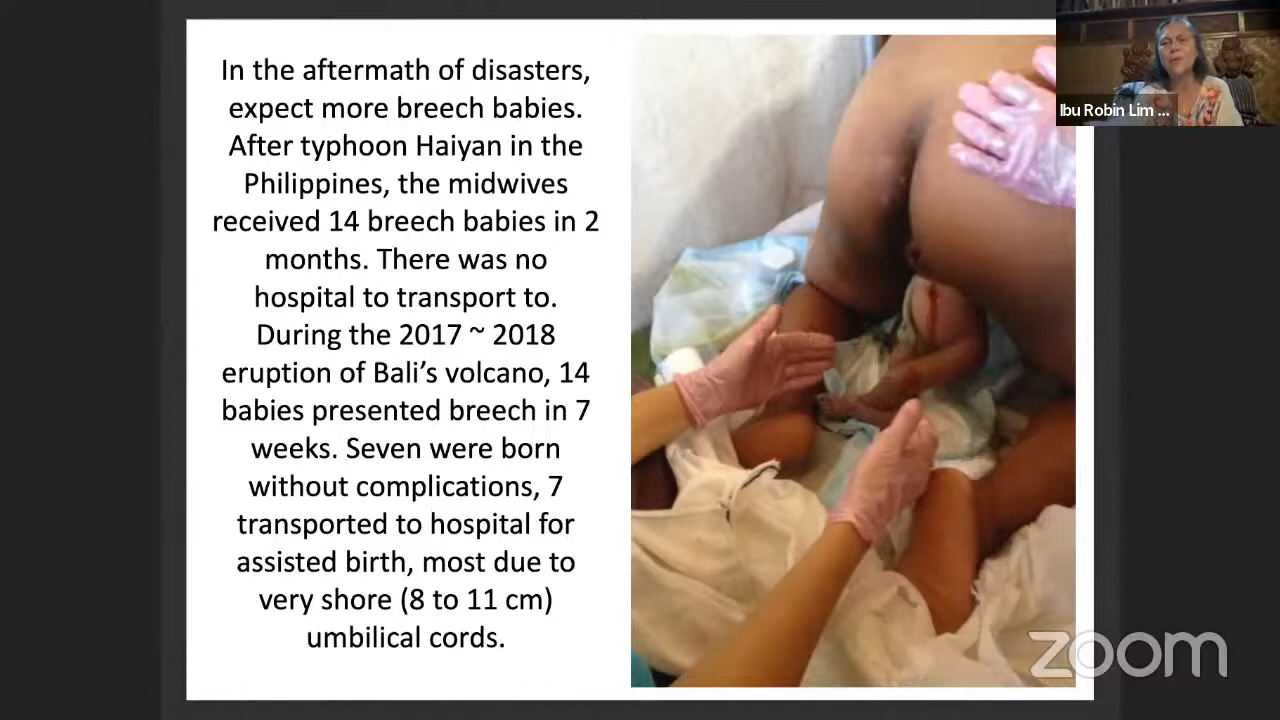 In the aftermath of disasters,
expect more breech babies.
After typhoon Haiyan in the
Philippines, the midwives
received 14 breech babies in 2
months. There was no
hospital to transport to.
During the 2017 ~ 2018
eruption of Bali’s volcano, 14
babies presented breech in 7
weeks. Seven were born
without complications, 7
transported to hospital for
assisted birth, most due to
very shore (8 to 11 cm)
umbilical cords.
Ibu Robin Lim ...
zoom